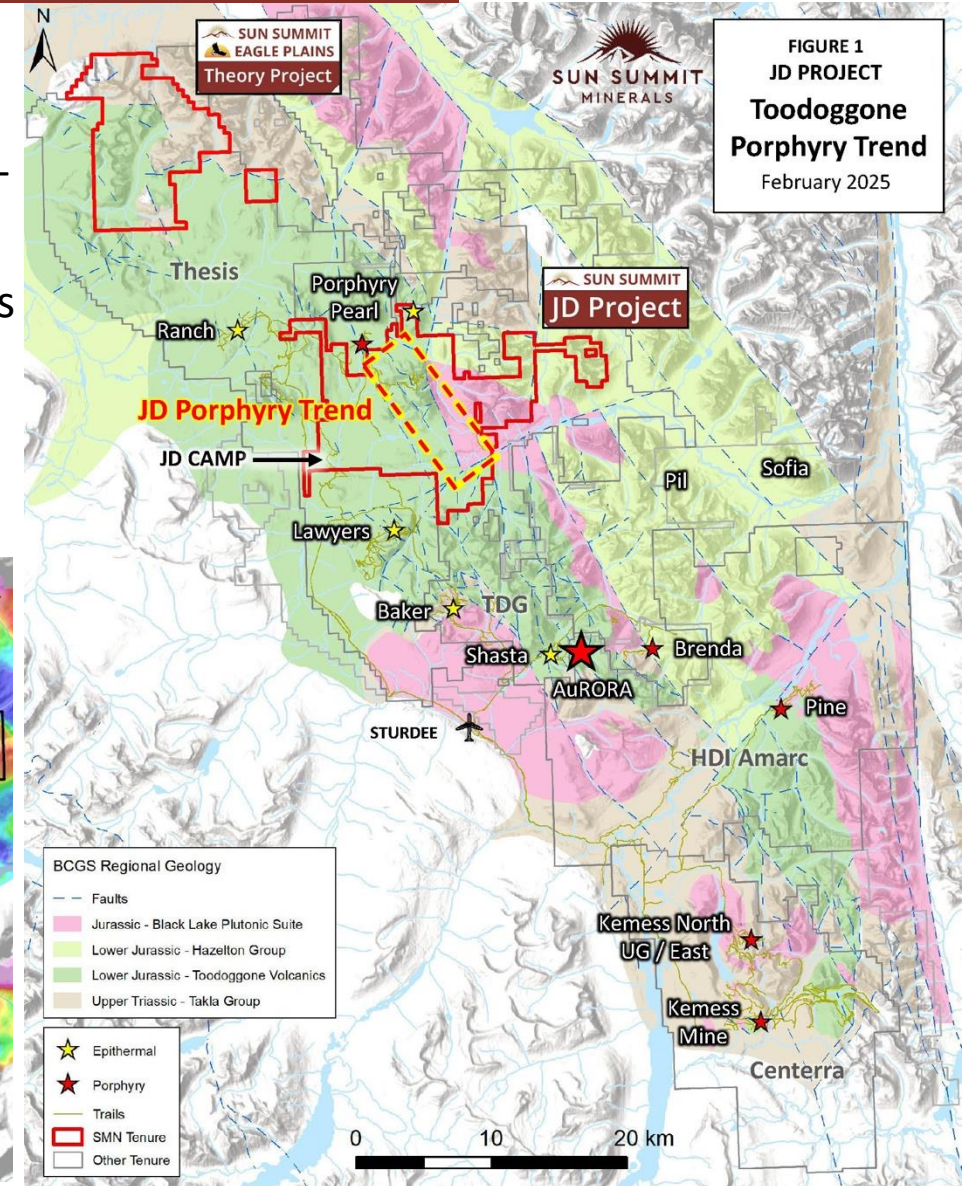 N
SUN SUMMIT
EAGLE PLAINS
Theory Project
SUN SUMMIT
MINERALS
FIGURE 1
JD PROJECT
Toodoggone
Porphyry Trend
February 2025
s
Thesis
Porphyry
Pearl
SUN SUMMIT
JD Project
Ranch
JD Porphyry Trend
JD CAMP
Pil
Sofia
Lawyers
Baker
TDG
Shasta
Brenda
AuRORA
Pine
STURDEE
HDI Amarc
BCGS Regional Geology
Faults
Jurassic - Black Lake Plutonic Suite
Lower Jurassic - Hazelton Group
Lower Jurassic - Toodoggone Volcanics
Upper Triassic - Takla Group
Kemess North
UG / East
Kemess
Mine
Centerra
Epithermal
Porphyry
Trails
SMN Tenure
Other Tenure
0 10 20 km